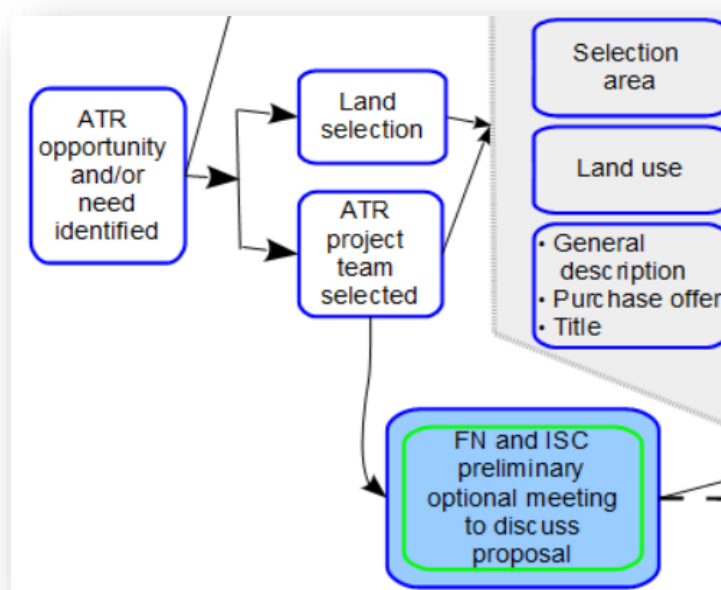 ATR
opportunity
and/or
need
identified
Land
selection
ATR
project
team
selected
Selection
area
Land use
• General
description
• Purchase offer
• Title
FN and ISC
preliminary
optional meeting
to discuss
proposal